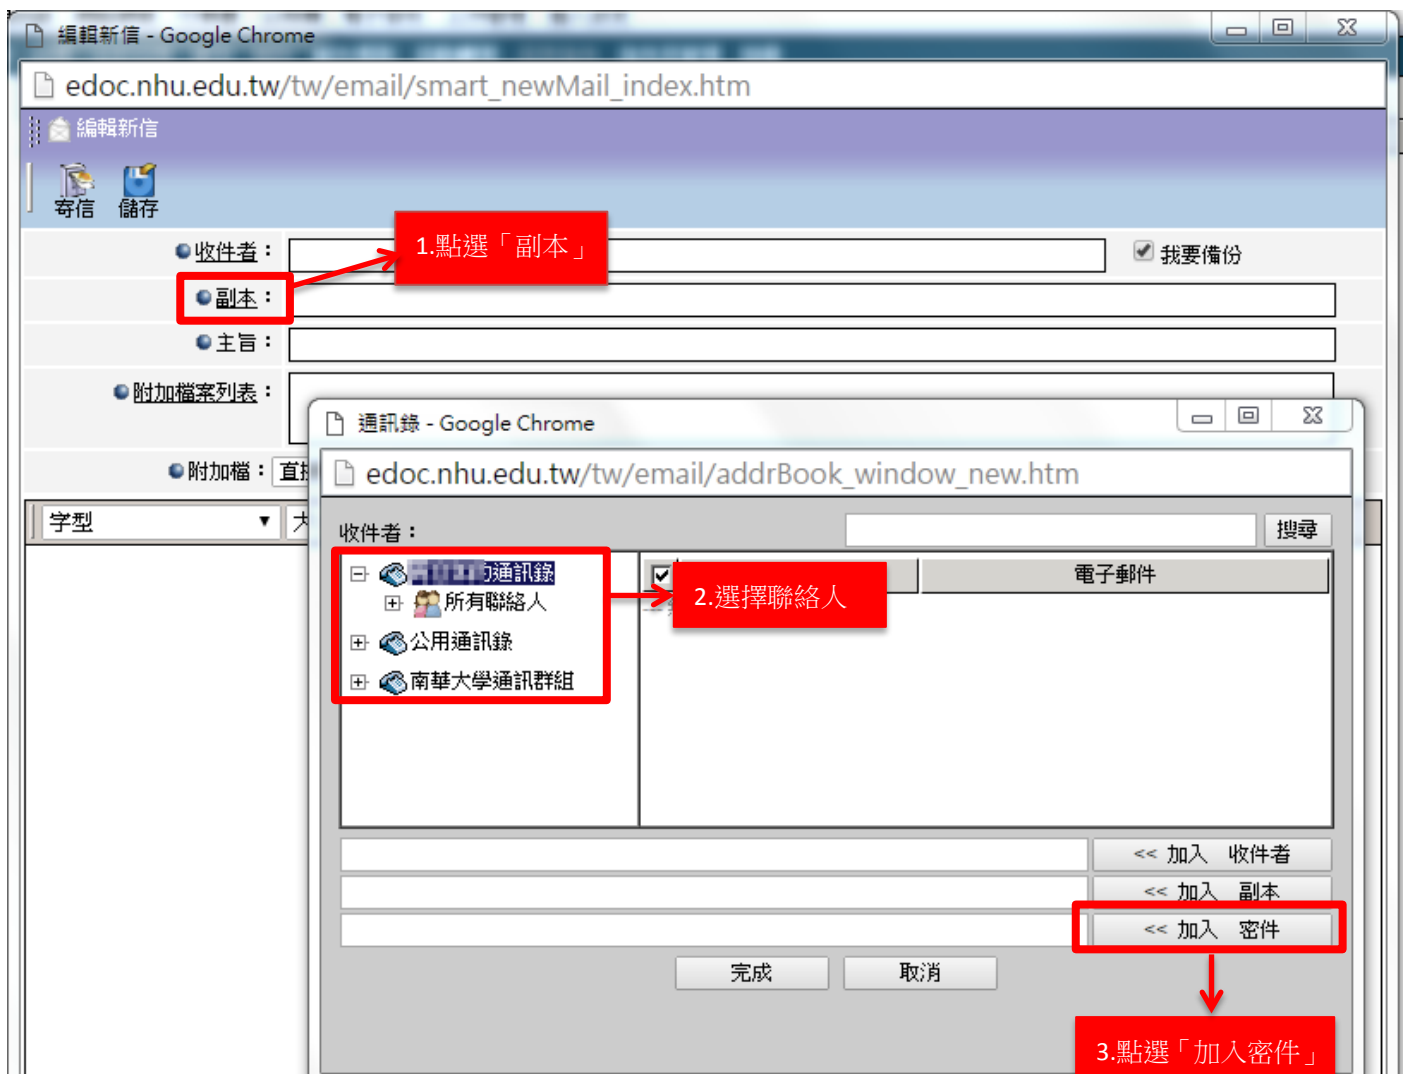 編輯新信 - Google Chrome
edoc.nhu.edu.tw/tw/email/smart_newMail_index.htm
編輯新信
寄信 儲存
收件者： 1.點選「副本」 我要備份
副本：
主旨：
附加檔案列表：
通訊錄 - Google Chrome
附加檔：
edoc.nhu.edu.tw/tw/email/addrBook_window_new.htm
字型
收件者： 搜尋
的通訊錄 電子郵件
所有聯絡人 2.選擇聯絡人
公用通訊錄
南華大學通訊群組
<< 加入 收件者
<< 加入 副本
<< 加入 密件
完成 取消
3.點選「加入密件」